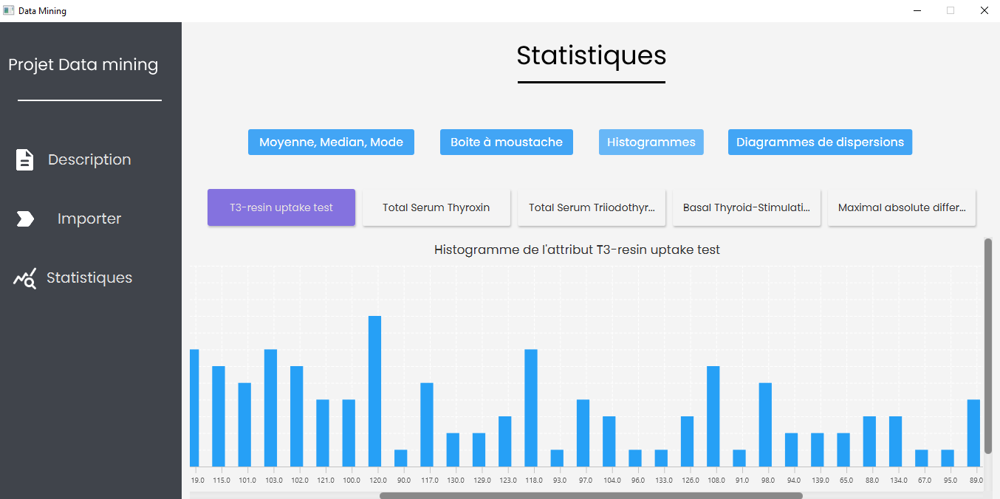 Data Mining
Projet Data mining
Description
Importer
Statistiques
Statistiques
Moyenne, Median, Mode Boite à moustache Histogrammes Diagrammes de dispersions
T3-resin uptake test Total Serum Thyroxin Total Serum Triiodothyr... Basal Thyroid-Stimulati... Maximal absolute differ...
Histogramme de l'attribut T3-resin uptake test
19.0 115.0 101.0 103.0 102.0 121.0 100.0 120.0 90.0 117.0 130.0 129.0 123.0 118.0 93.0 97.0 104.0 96.0 133.0 126.0 108.0 91.0 98.0 94.0 139.0 65.0 88.0 134.0 67.0 95.0 89.0